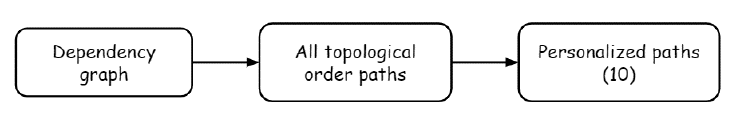 Dependency
graph
All topological
order paths
Personalized paths
(10)